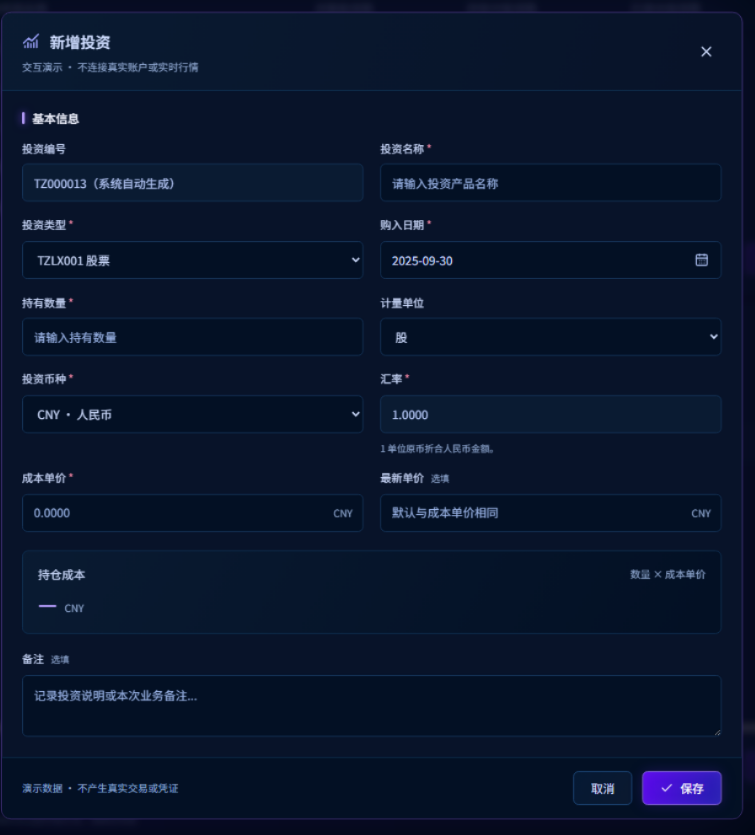 新增投资
交互演示 · 不连接真实账户或实时行情
基本信息
投资编号
TZ000013（系统自动生成）
投资名称 *
请输入投资产品名称
投资类型 *
TZLX001 股票
购入日期 *
2025-09-30
持有数量 *
请输入持有数量
计量单位
股
投资币种 *
CNY · 人民币
汇率 *
1.0000
1 单位原币折合人民币金额。
成本单价 *
0.0000 CNY
最新单价 选填
默认与成本单价相同 CNY
持仓成本 数量 × 成本单价
— CNY
备注 选填
记录投资说明或本次业务备注...
演示数据 · 不产生真实交易或凭证
取消
保存